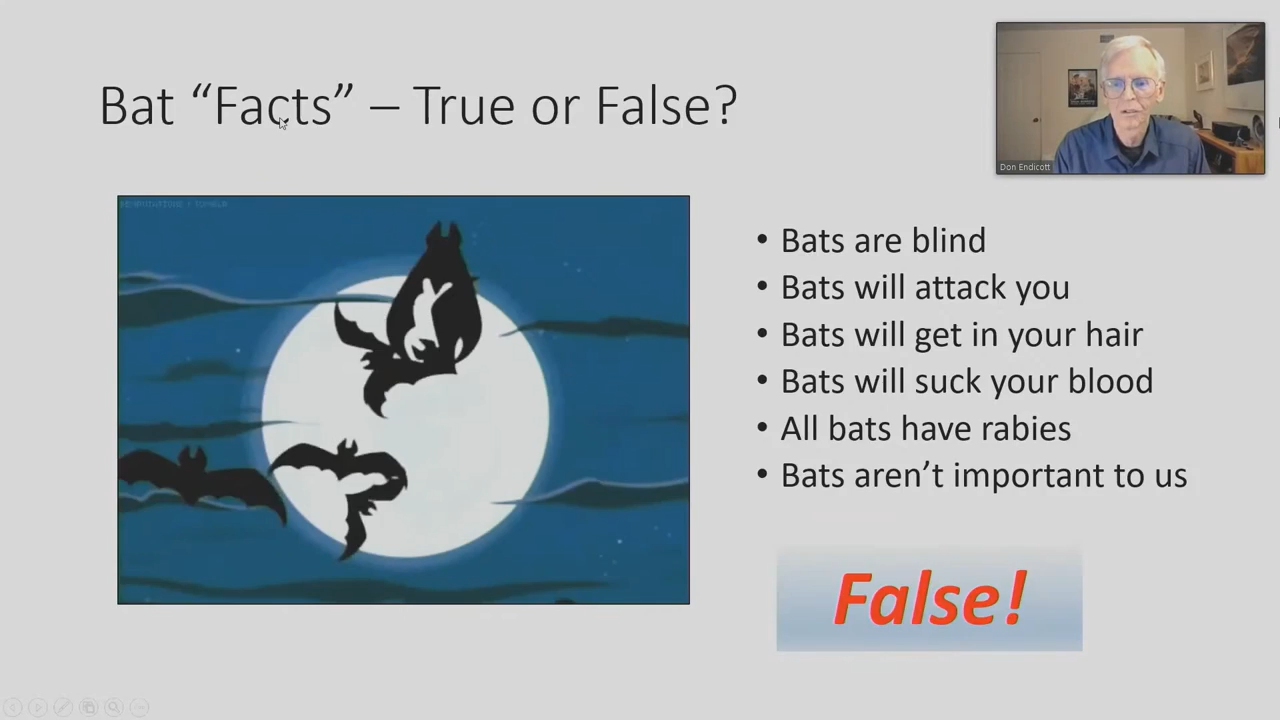 Bat “Facts” – True or False?
Don Endicott
• Bats are blind
• Bats will attack you
• Bats will get in your hair
• Bats will suck your blood
• All bats have rabies
• Bats aren’t important to us
False!